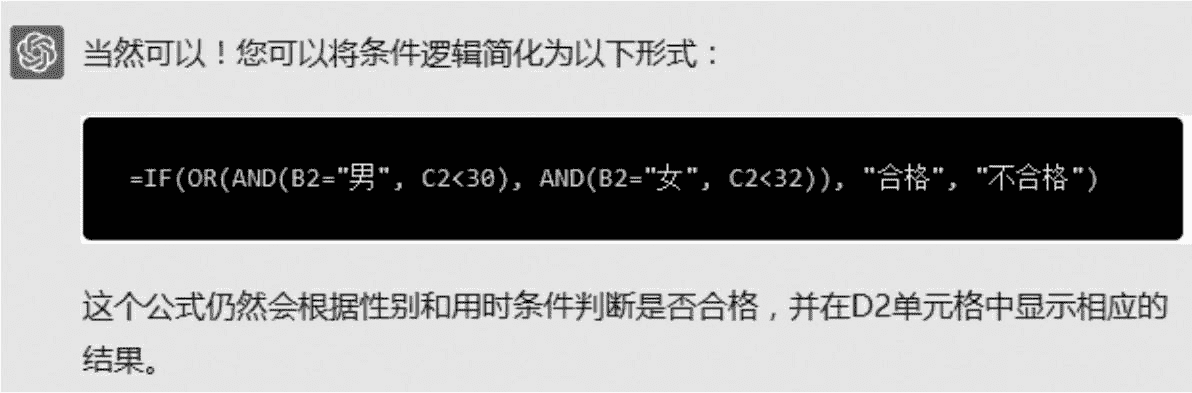 当然可以！您可以将条件逻辑简化为以下形式：
=IF(OR(AND(B2="男", C2<30), AND(B2="女", C2<32)), "合格", "不合格")
这个公式仍然会根据性别和用时条件判断是否合格，并在D2单元格中显示相应的
结果。